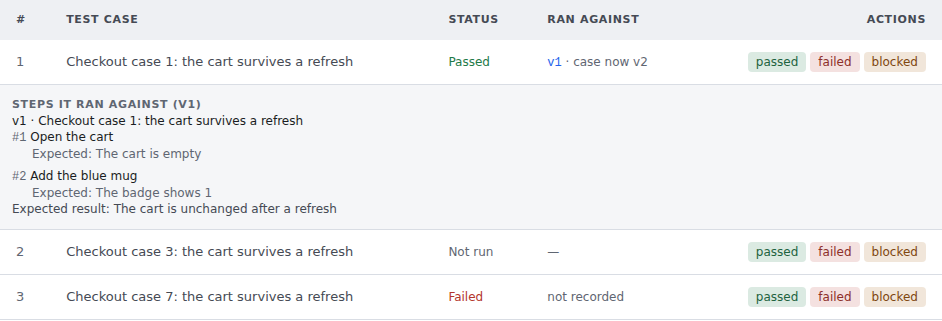 # TEST CASE STATUS RAN AGAINST ACTIONS
1 Checkout case 1: the cart survives a refresh Passed v1 · case now v2 passed failed blocked
STEPS IT RAN AGAINST (V1)
v1 · Checkout case 1: the cart survives a refresh
#1 Open the cart
Expected: The cart is empty
#2 Add the blue mug
Expected: The badge shows 1
Expected result: The cart is unchanged after a refresh
2 Checkout case 3: the cart survives a refresh Not run — passed failed blocked
3 Checkout case 7: the cart survives a refresh Failed not recorded passed failed blocked